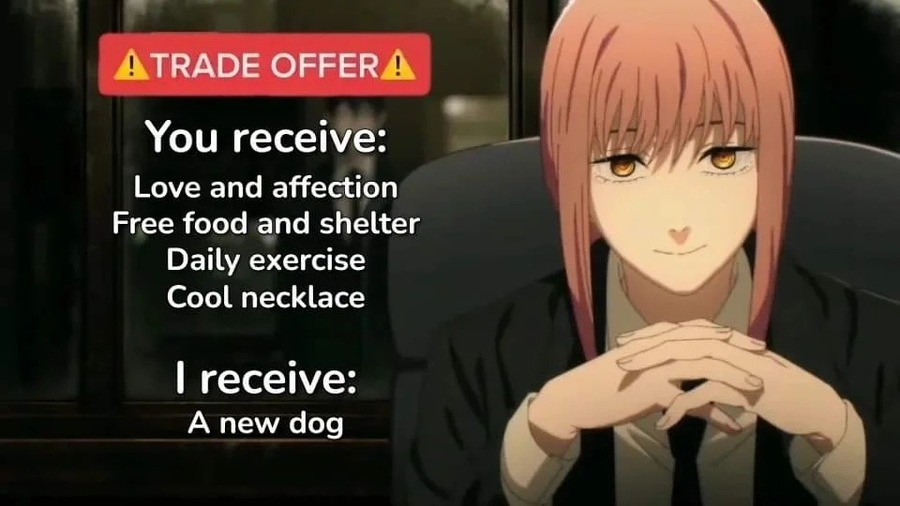 ⚠️TRADE OFFER⚠️
You receive:
Love and affection
Free food and shelter
Daily exercise
Cool necklace
I receive:
A new dog